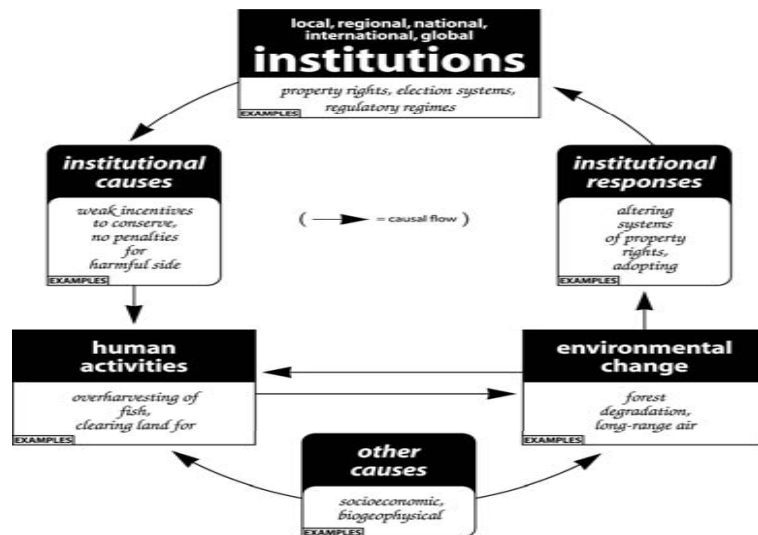 local, regional, national,
international, global
institutions
property rights, election systems,
regulatory regimes
EXAMPLES
institutional
causes
weak incentives
to conserve,
no penalties
for
harmful side
EXAMPLES
( = causal flow )
institutional
responses
altering
systems
of property
rights,
adopting
EXAMPLES
human
activities
overharvesting of
fish,
clearing land for
EXAMPLES
environmental
change
forest
degradation,
long-range air
EXAMPLES
other
causes
socioeconomic,
biogeophysical
EXAMPLES